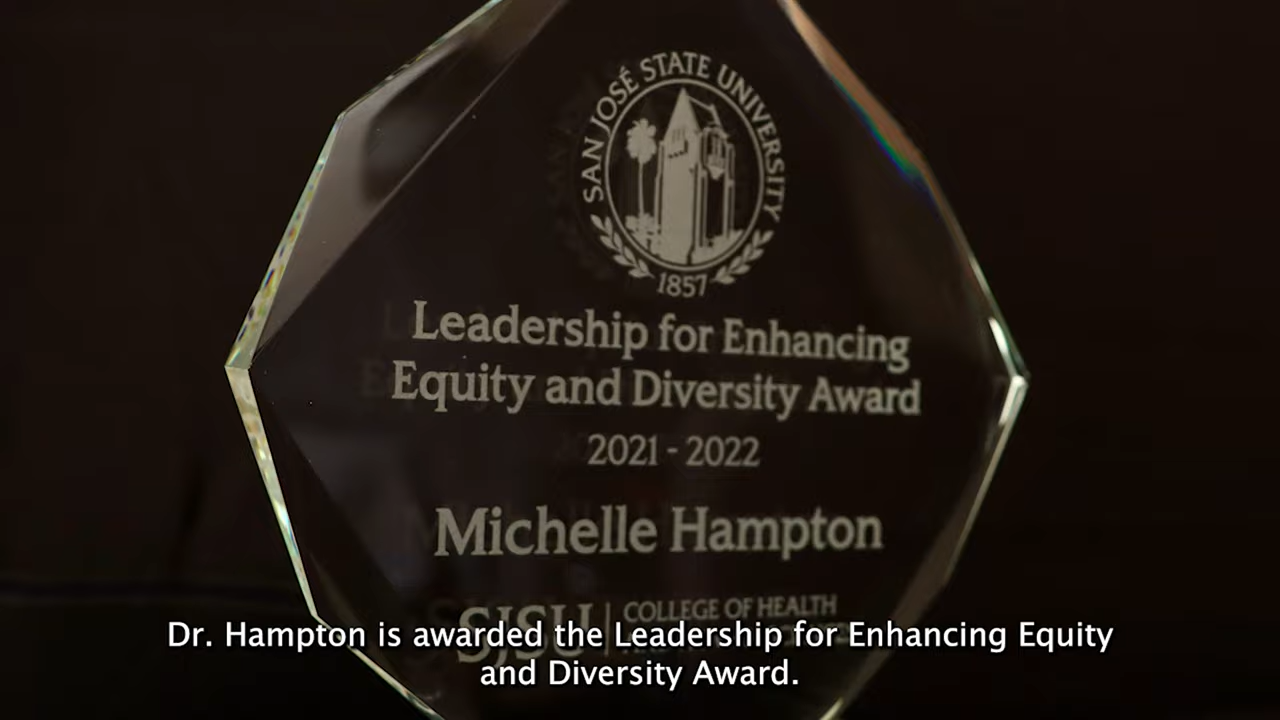 SAN JOSÉ STATE UNIVERSITY
1857
Leadership for Enhancing
Equity and Diversity Award
2021 - 2022
Michelle Hampton
SJSU | COLLEGE OF HEALTH
Dr. Hampton is awarded the Leadership for Enhancing Equity
and Diversity Award.